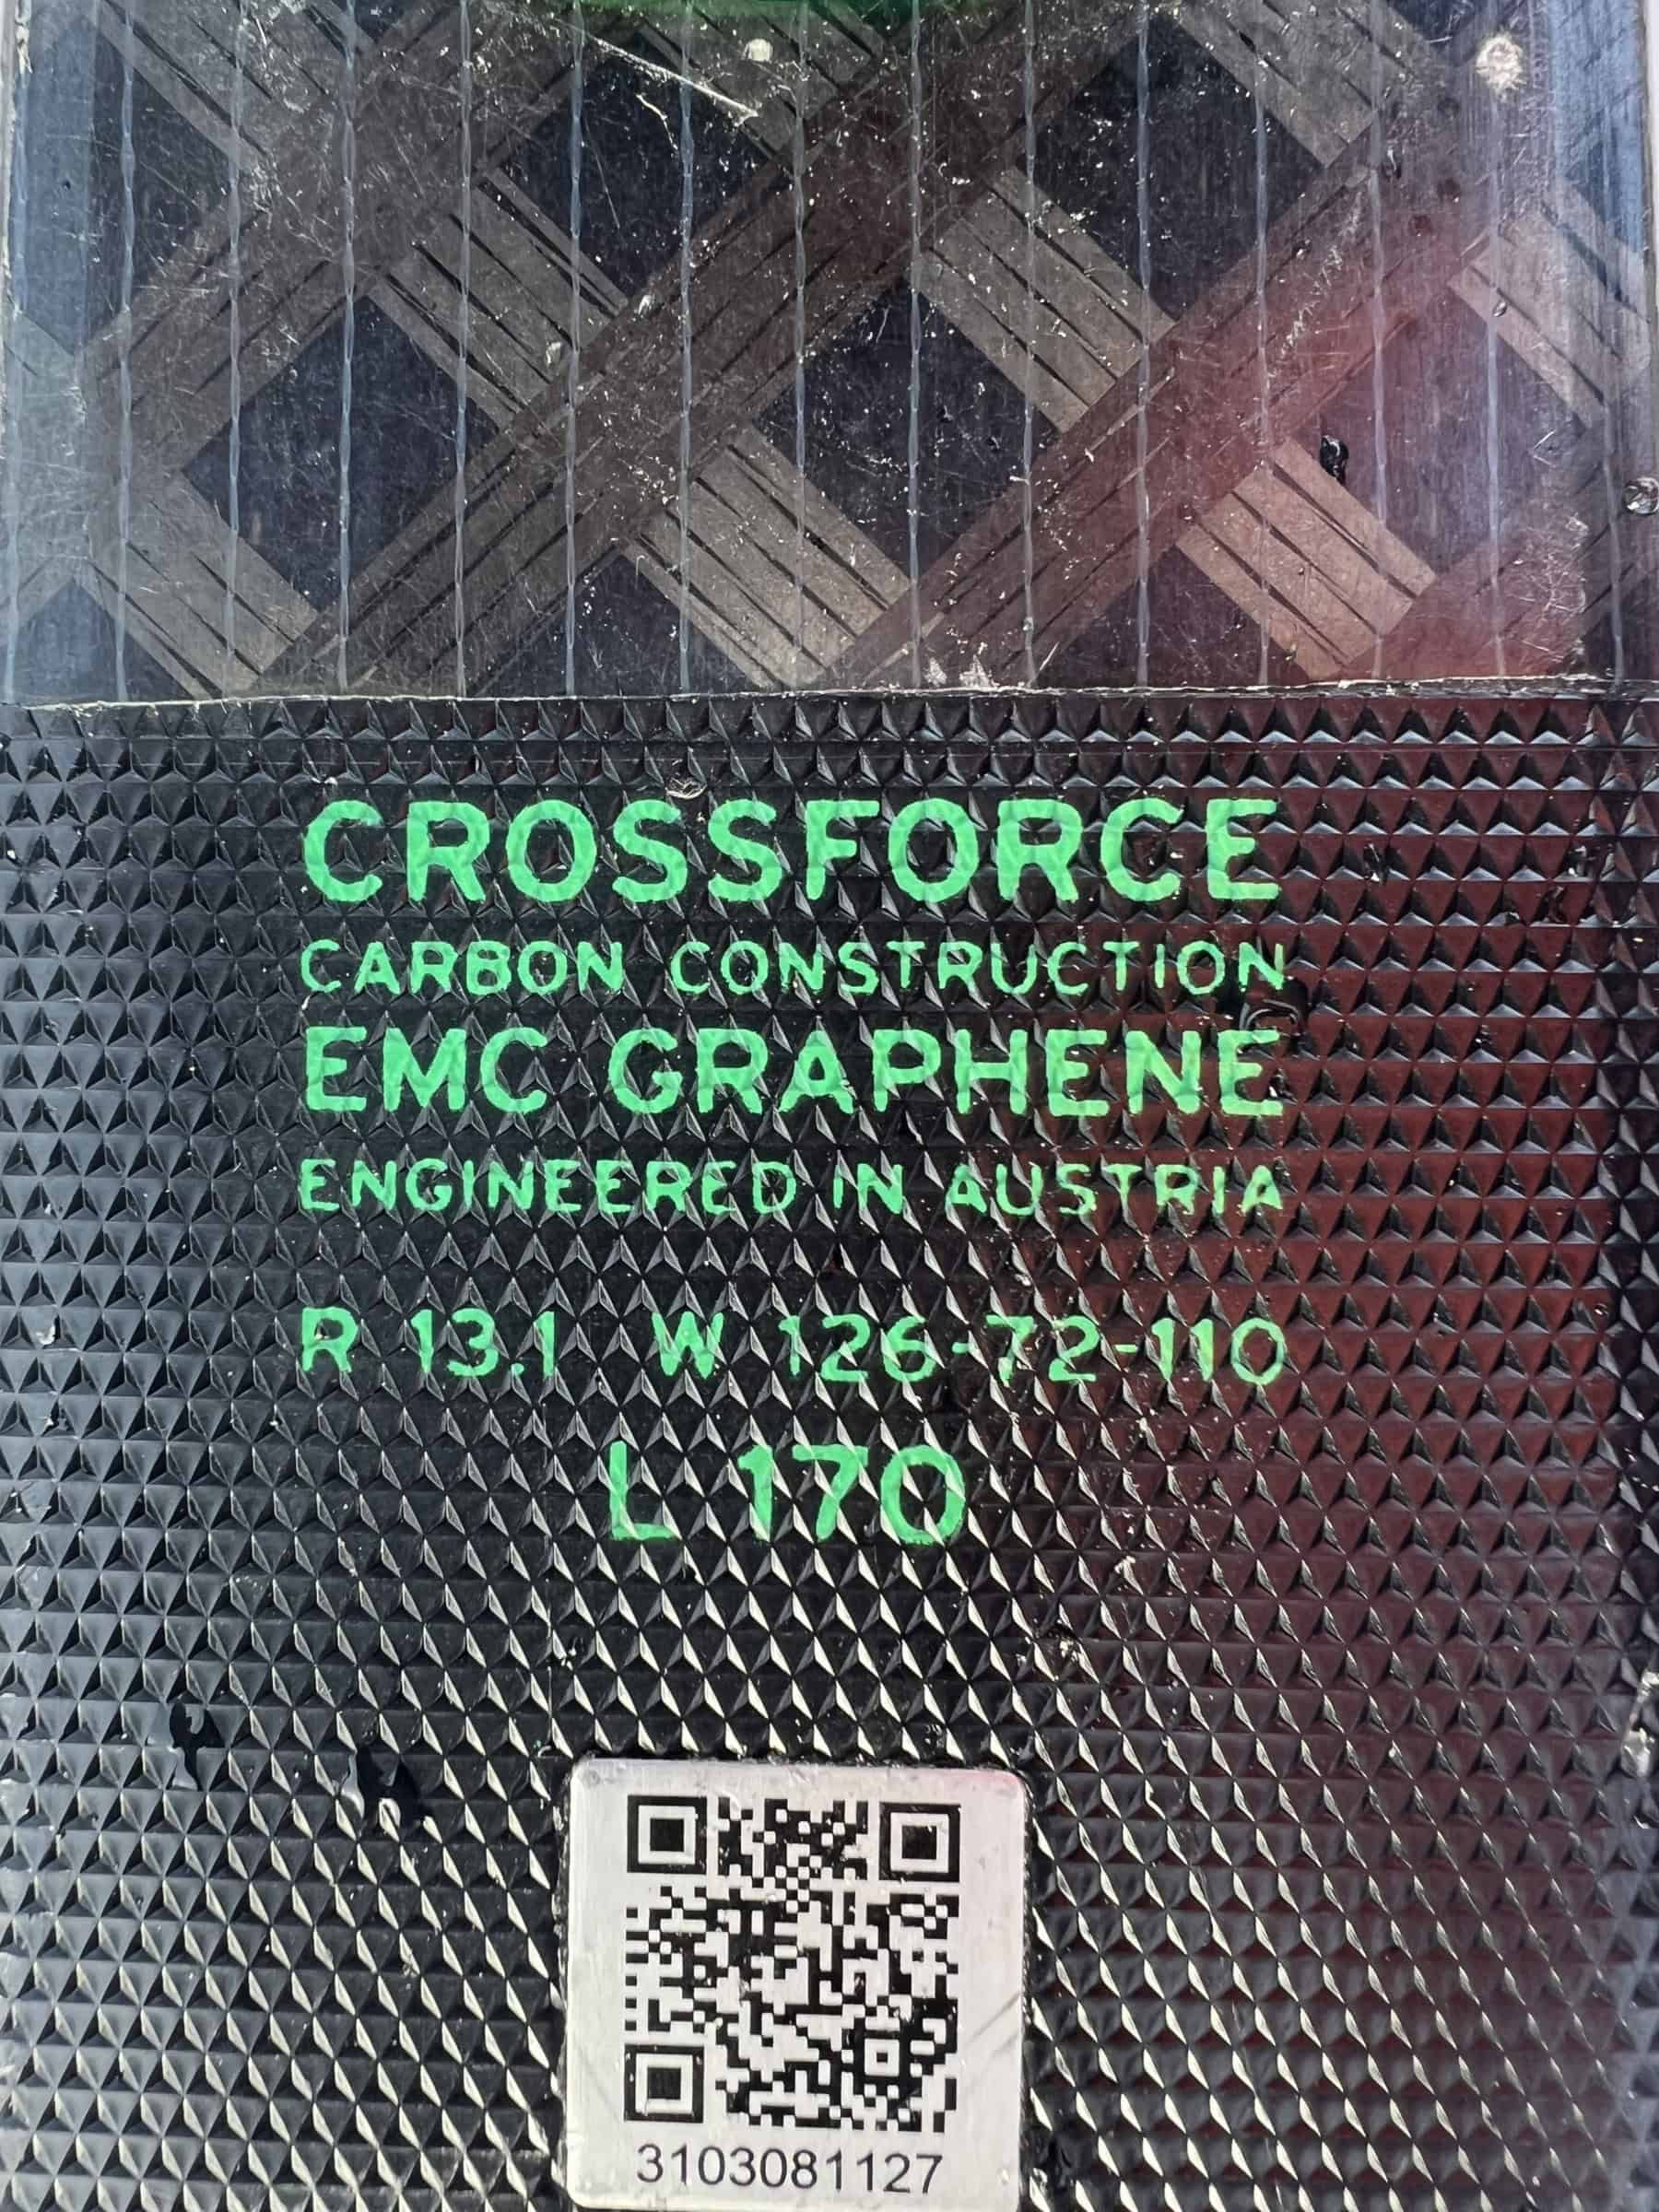 CROSSFORCE
CARBON CONSTRUCTION
EMC GRAPHENE
ENGINEERED IN AUSTRIA
R 13.1 W 126-72-110
L 170
3103081127